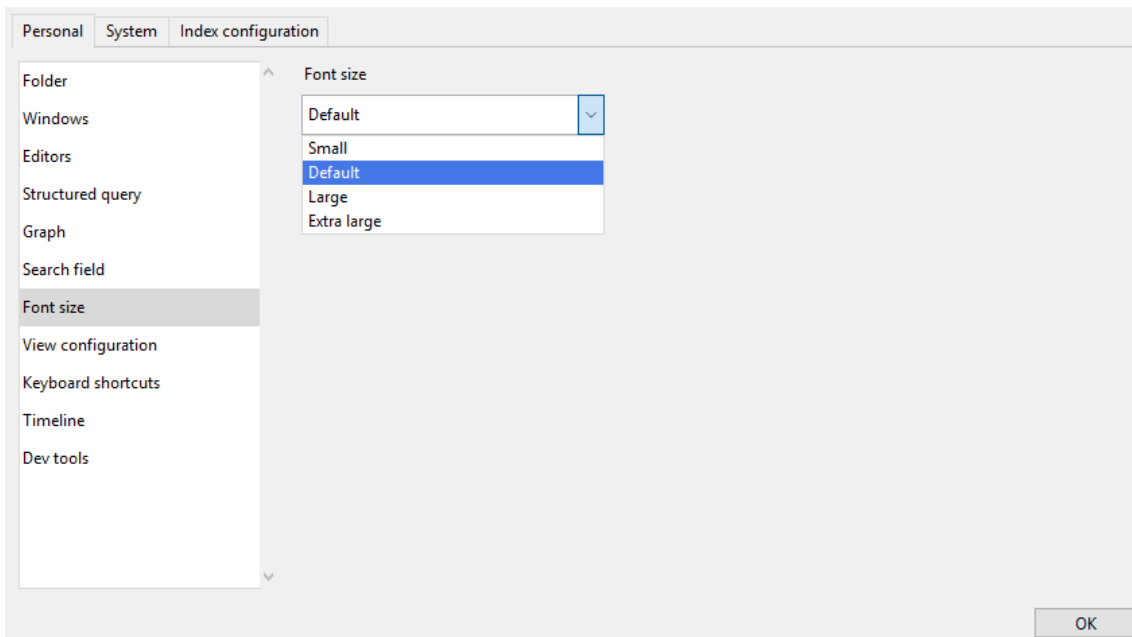 Personal System Index configuration
Folder
Windows
Editors
Structured query
Graph
Search field
Font size
View configuration
Keyboard shortcuts
Timeline
Dev tools
Font size
Default
Small
Default
Large
Extra large
OK